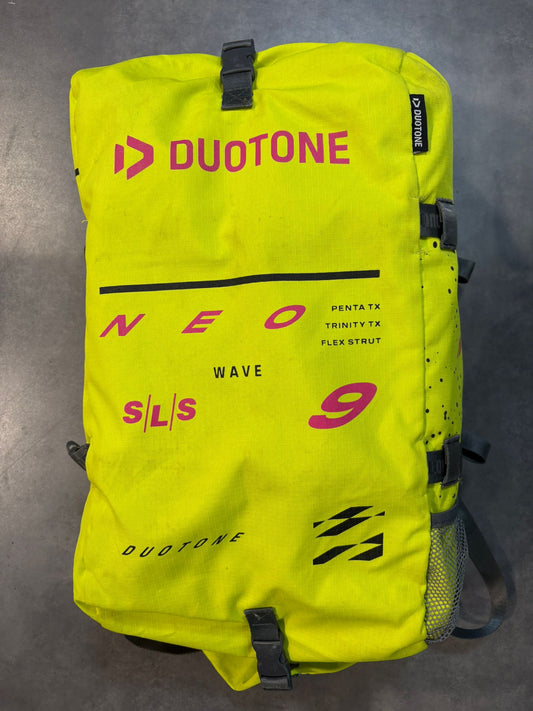 DUOTONE
DUOTONE
NEO
PENTA TX
TRINITY TX
FLEX STRUT
WAVE
S/L/S
9
DUOTONE